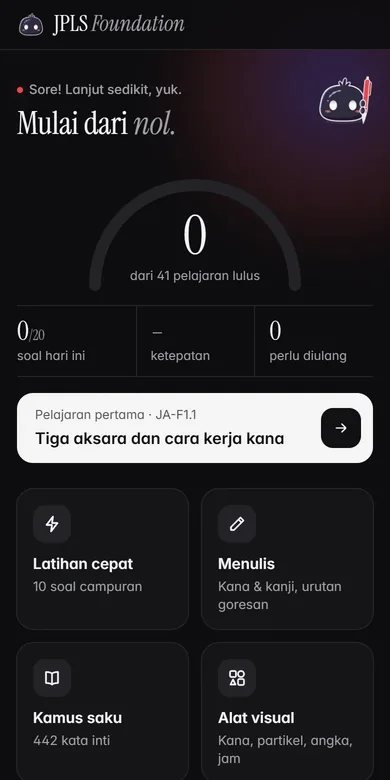 JPLS Foundation
Sore! Lanjut sedikit, yuk.
Mulai dari nol.
0
dari 41 pelajaran lulus
0/20
soal hari ini
–
ketepatan
0
perlu diulang
Pelajaran pertama · JA-F1.1
Tiga aksara dan cara kerja kana
Latihan cepat
10 soal campuran
Menulis
Kana & kanji, urutan
goresan
Kamus saku
442 kata inti
Alat visual
Kana, partikel, angka,
jam